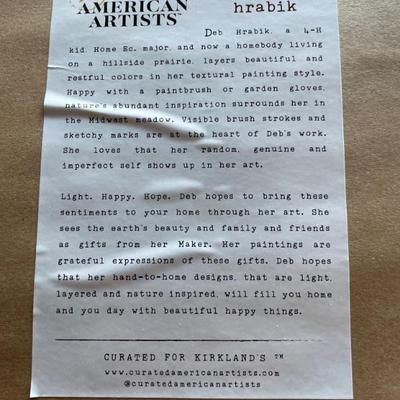 AMERICAN
ARTISTS™
hrabik
Deb Hrabik, a 4-H
kid, Home Ec. major, and now a homebody living
on a hillside prairie, layers beautiful and
restful colors in her textural painting style.
Happy with a paintbrush or garden gloves,
nature's abundant inspiration surrounds her in
the Midwest meadow. Visible brush strokes and
sketchy marks are at the heart of Deb's work.
She loves that her random, genuine and
imperfect self shows up in her art.
Light. Happy. Hope. Deb hopes to bring these
sentiments to your home through her art. She
sees the earth's beauty and family and friends
as gifts from her Maker. Her paintings are
grateful expressions of these gifts. Deb hopes
that her hand-to-home designs, that are light,
layered and nature inspired, will fill you home
and you day with beautiful happy things.
CURATED FOR KIRKLAND'S ™
www.curatedamericanartists.com
@curatedamericanartists